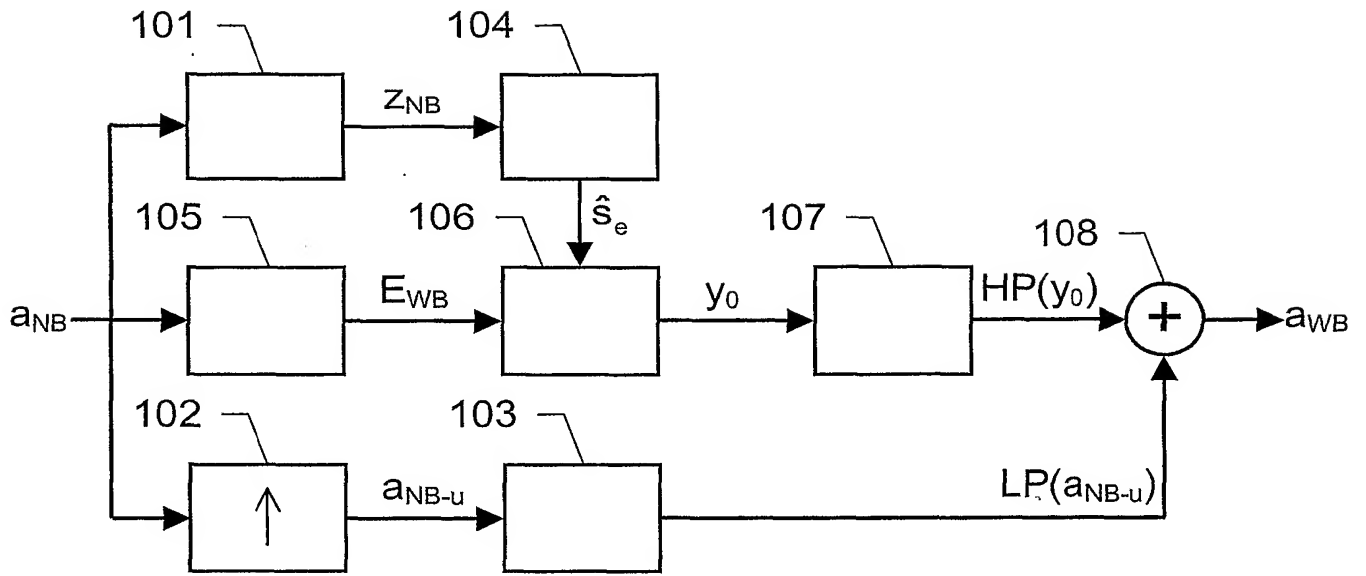 101 104
z_NB
105 106 ŝ_e 107 108
a_NB E_WB y_0 HP(y_0) + a_WB
102 103
↑ a_NB-u LP(a_NB-u)